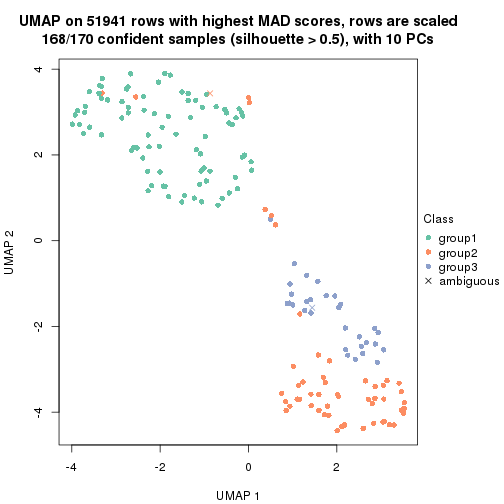 UMAP on 51941 rows with highest MAD scores, rows are scaled
168/170 confident samples (silhouette > 0.5), with 10 PCs
4
2
0
-2
-4
UMAP 2
-4
-2
0
2
UMAP 1
Class
group1
group2
group3
ambiguous